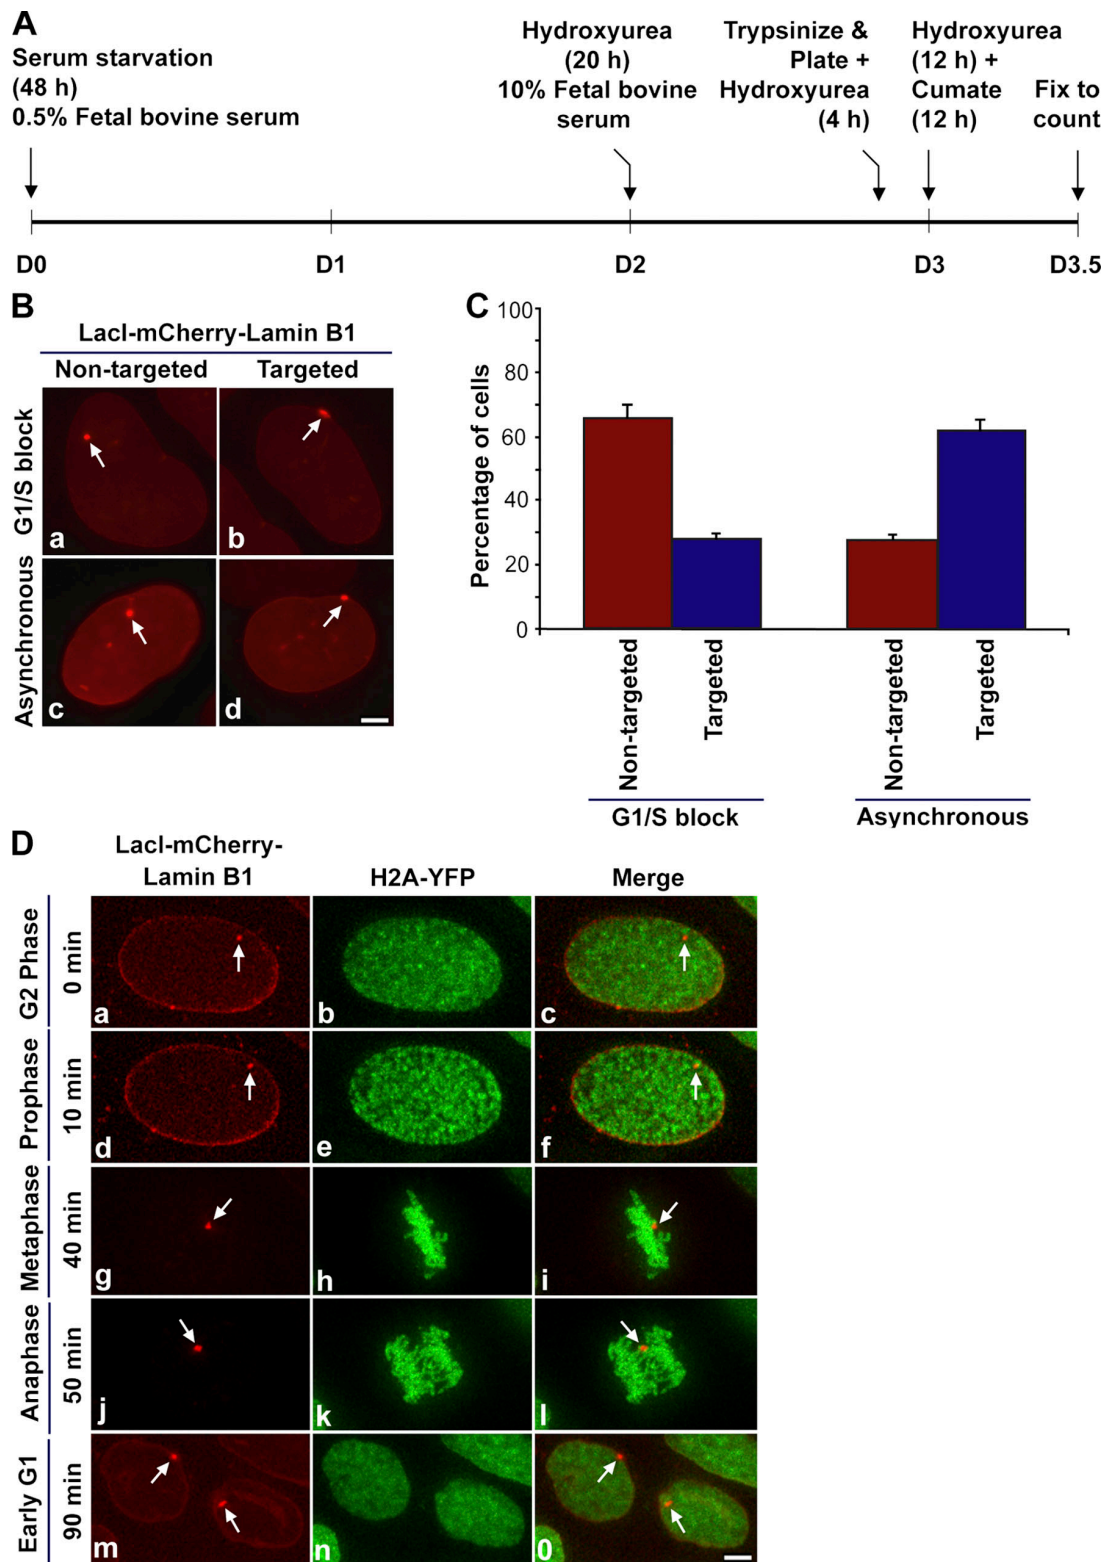 A
Serum starvation
(48 h)
0.5% Fetal bovine serum
Hydroxyurea
(20 h)
10% Fetal bovine
serum
Trypsinize &
Plate +
Hydroxyurea
(4 h)
Hydroxyurea
(12 h) +
Cumate
(12 h)
Fix to
count
D0
D1
D2
D3
D3.5
B
LacI-mCherry-Lamin B1
Non-targeted
Targeted
G1/S block
Asynchronous
a
b
c
d
C
Percentage of cells
100
80
60
40
20
0
Non-targeted
Targeted
Non-targeted
Targeted
G1/S block
Asynchronous
D
LacI-mCherry-
Lamin B1
H2A-YFP
Merge
G2 Phase
0 min
a
b
c
Prophase
10 min
d
e
f
Metaphase
40 min
g
h
i
Anaphase
50 min
j
k
l
Early G1
90 min
m
n
0